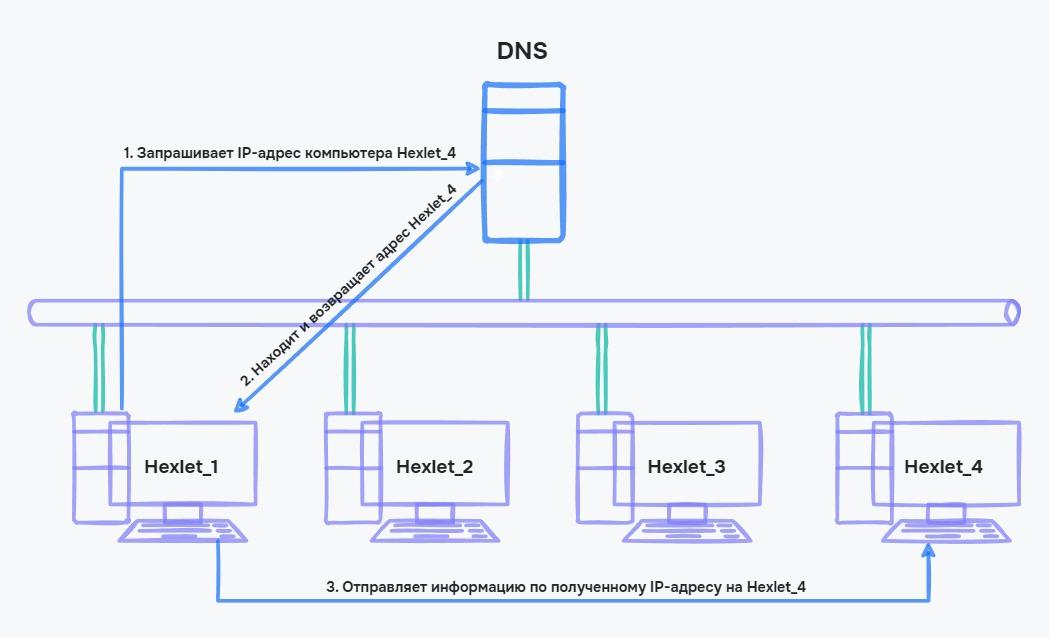 DNS
1. Запрашивает IP-адрес компьютера Hexlet_4
2. Находит и возвращает адрес Hexlet_4
Hexlet_1
Hexlet_2
Hexlet_3
Hexlet_4
3. Отправляет информацию по полученному IP-адресу на Hexlet_4